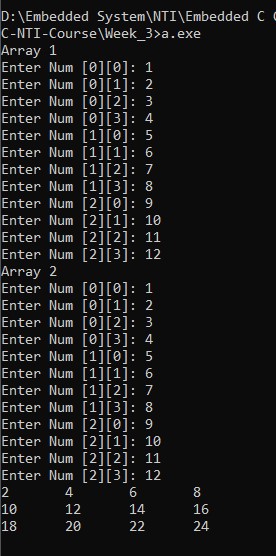 D:\Embedded System\NTI\Embedded C C
C-NTI-Course\Week_3>a.exe
Array 1
Enter Num [0][0]: 1
Enter Num [0][1]: 2
Enter Num [0][2]: 3
Enter Num [0][3]: 4
Enter Num [1][0]: 5
Enter Num [1][1]: 6
Enter Num [1][2]: 7
Enter Num [1][3]: 8
Enter Num [2][0]: 9
Enter Num [2][1]: 10
Enter Num [2][2]: 11
Enter Num [2][3]: 12
Array 2
Enter Num [0][0]: 1
Enter Num [0][1]: 2
Enter Num [0][2]: 3
Enter Num [0][3]: 4
Enter Num [1][0]: 5
Enter Num [1][1]: 6
Enter Num [1][2]: 7
Enter Num [1][3]: 8
Enter Num [2][0]: 9
Enter Num [2][1]: 10
Enter Num [2][2]: 11
Enter Num [2][3]: 12
2 4 6 8
10 12 14 16
18 20 22 24